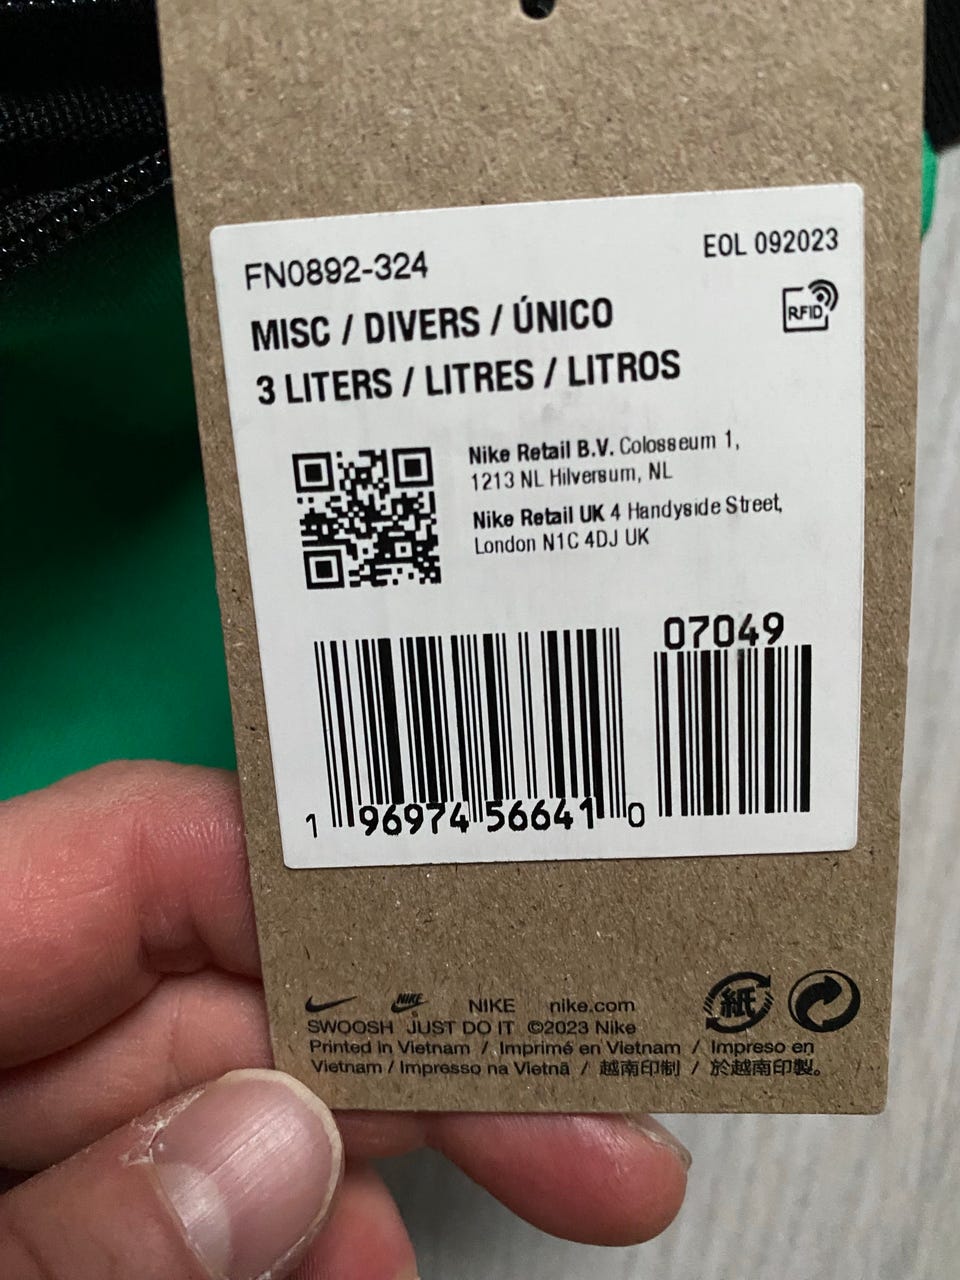 FN0892-324
EOL 092023
MISC / DIVERS / ÚNICO
RFID
3 LITERS / LITRES / LITROS
Nike Retail B.V. Colosseum 1,
1213 NL Hilversum, NL
Nike Retail UK 4 Handyside Street,
London N1C 4DJ UK
07049
1 96974 56641 0
NIKE NIKE nike.com
SWOOSH JUST DO IT ©2023 Nike
Printed in Vietnam / Imprimé en Vietnam / Impreso en
Vietnam / Impresso na Vietnã / 越南印制 / 於越南印製。
紙